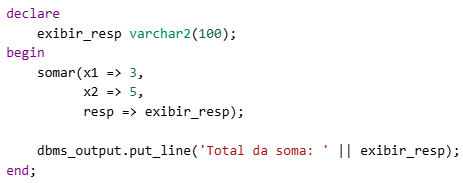 declare
    exibir_resp varchar2(100);
begin
    somar(x1 => 3,
          x2 => 5,
          resp => exibir_resp);

    dbms_output.put_line('Total da soma: ' || exibir_resp);
end;